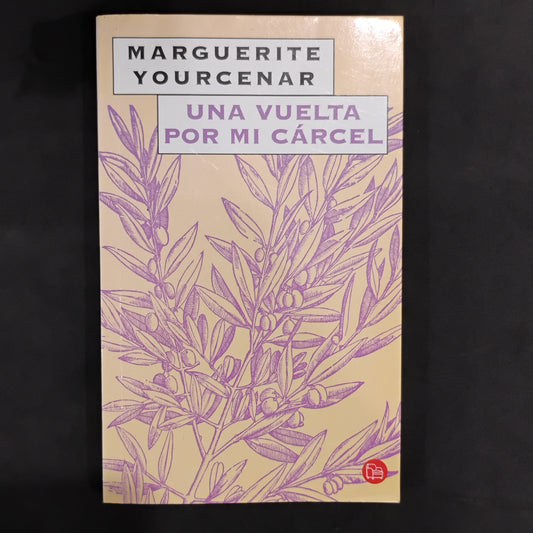 MARGUERITE
YOURCENAR
UNA VUELTA
POR MI CÁRCEL